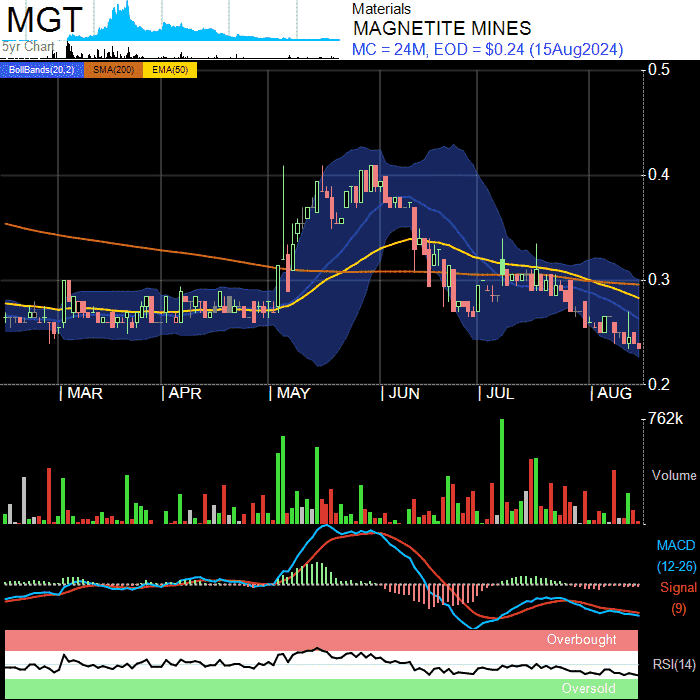 MGT
5yr Chart
Materials
MAGNETITE MINES
MC = 24M, EOD = $0.24 (15Aug2024)
BollBands(20,2) SMA(200) EMA(50)
0.5
0.4
0.3
0.2
MAR APR MAY JUN JUL AUG
762k
Volume
MACD
(12-26)
Signal
(9)
Overbought
RSI(14)
Oversold